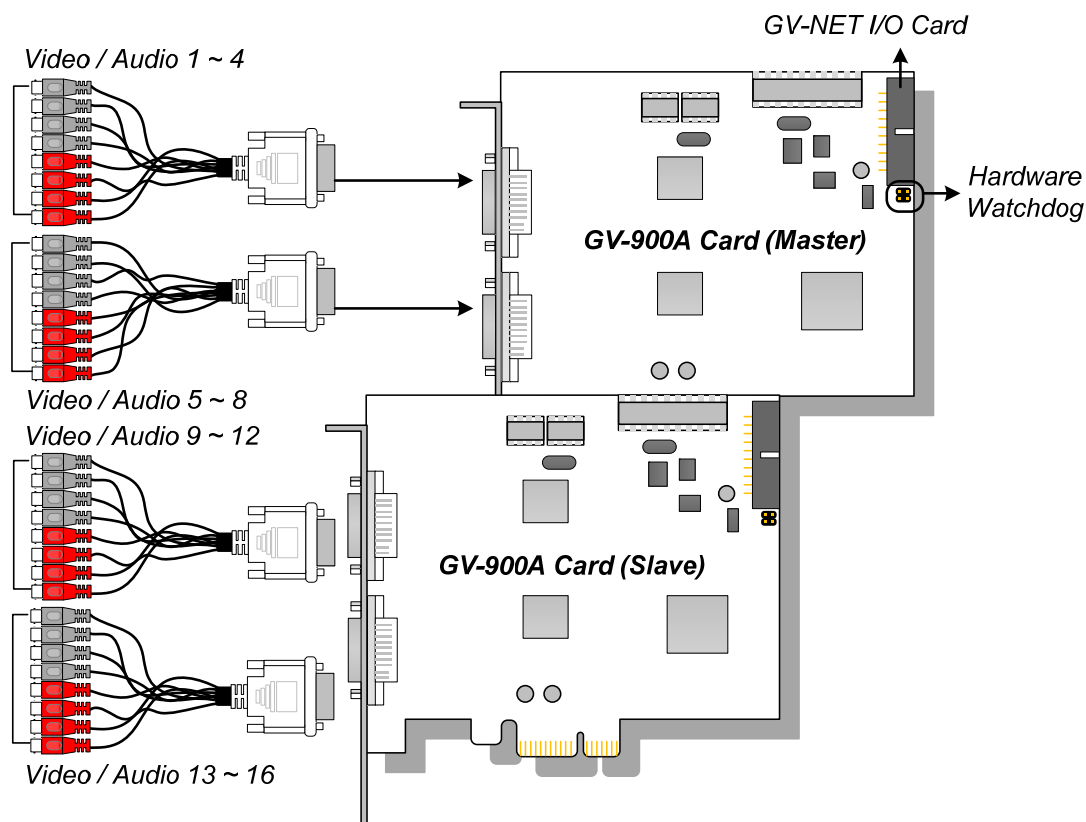 GV-NET I/O Card
Video / Audio 1 ~ 4
Hardware
Watchdog
GV-900A Card (Master)
Video / Audio 5 ~ 8
Video / Audio 9 ~ 12
GV-900A Card (Slave)
Video / Audio 13 ~ 16